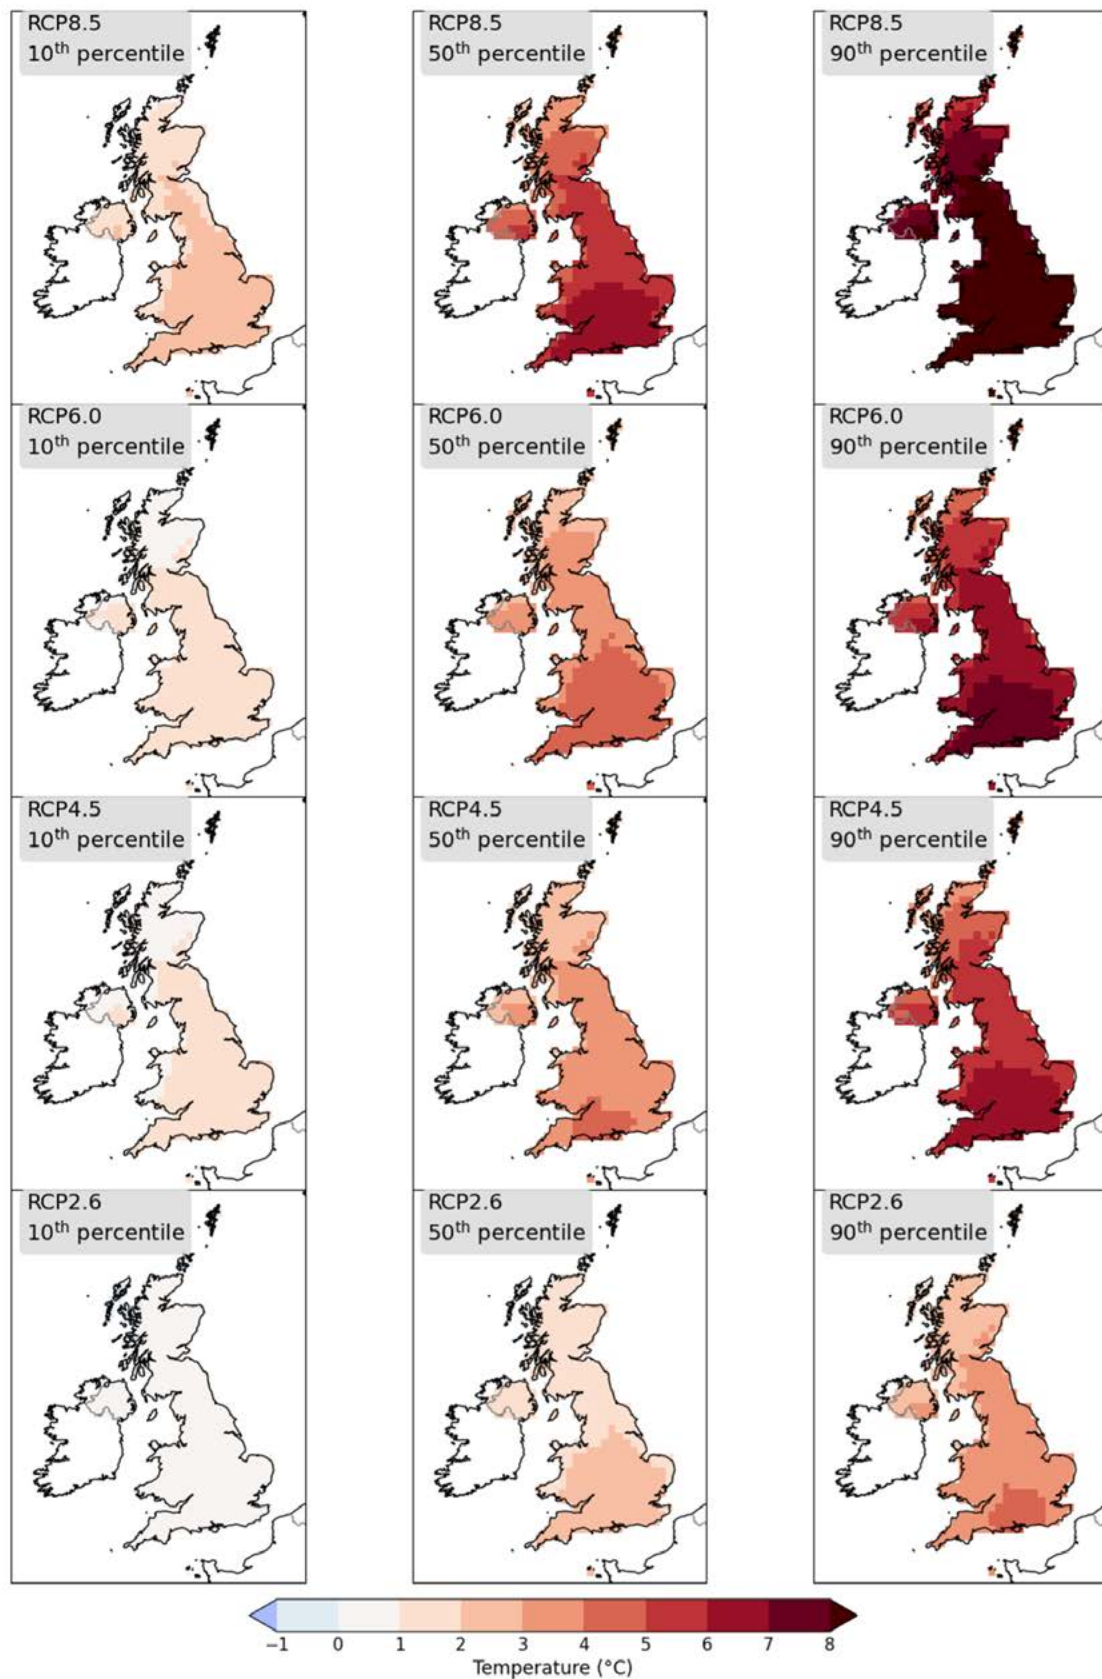 RCP8.5
10th percentile
RCP8.5
50th percentile
RCP8.5
90th percentile
RCP6.0
10th percentile
RCP6.0
50th percentile
RCP6.0
90th percentile
RCP4.5
10th percentile
RCP4.5
50th percentile
RCP4.5
90th percentile
RCP2.6
10th percentile
RCP2.6
50th percentile
RCP2.6
90th percentile
−1 0 1 2 3 4 5 6 7 8
Temperature (°C)